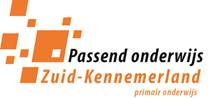 Passend onderwijs
Zuid-Kennemerland
primair onderwijs